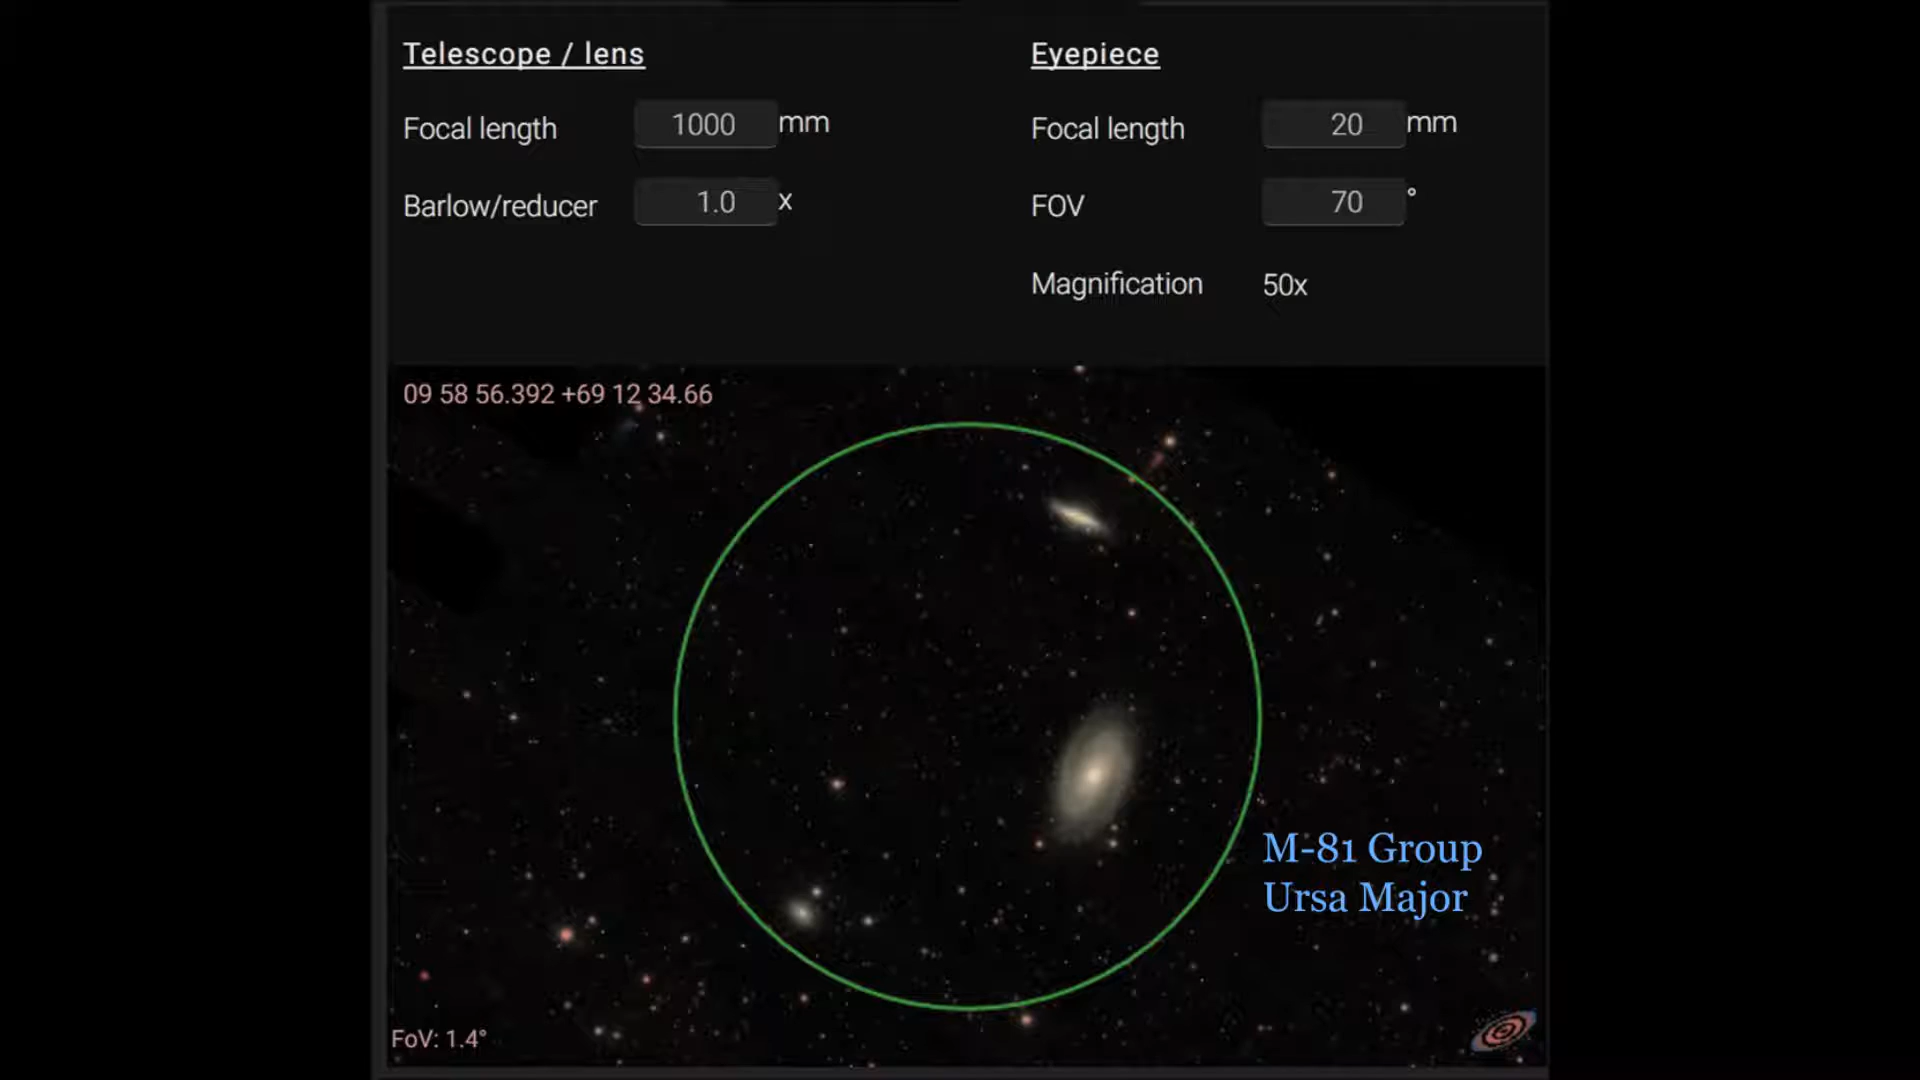 Telescope / lens
Focal length 1000 mm
Barlow/reducer 1.0 x
Eyepiece
Focal length 20 mm
FOV 70 °
Magnification 50x
09 58 56.392 +69 12 34.66
M-81 Group
Ursa Major
FoV: 1.4°